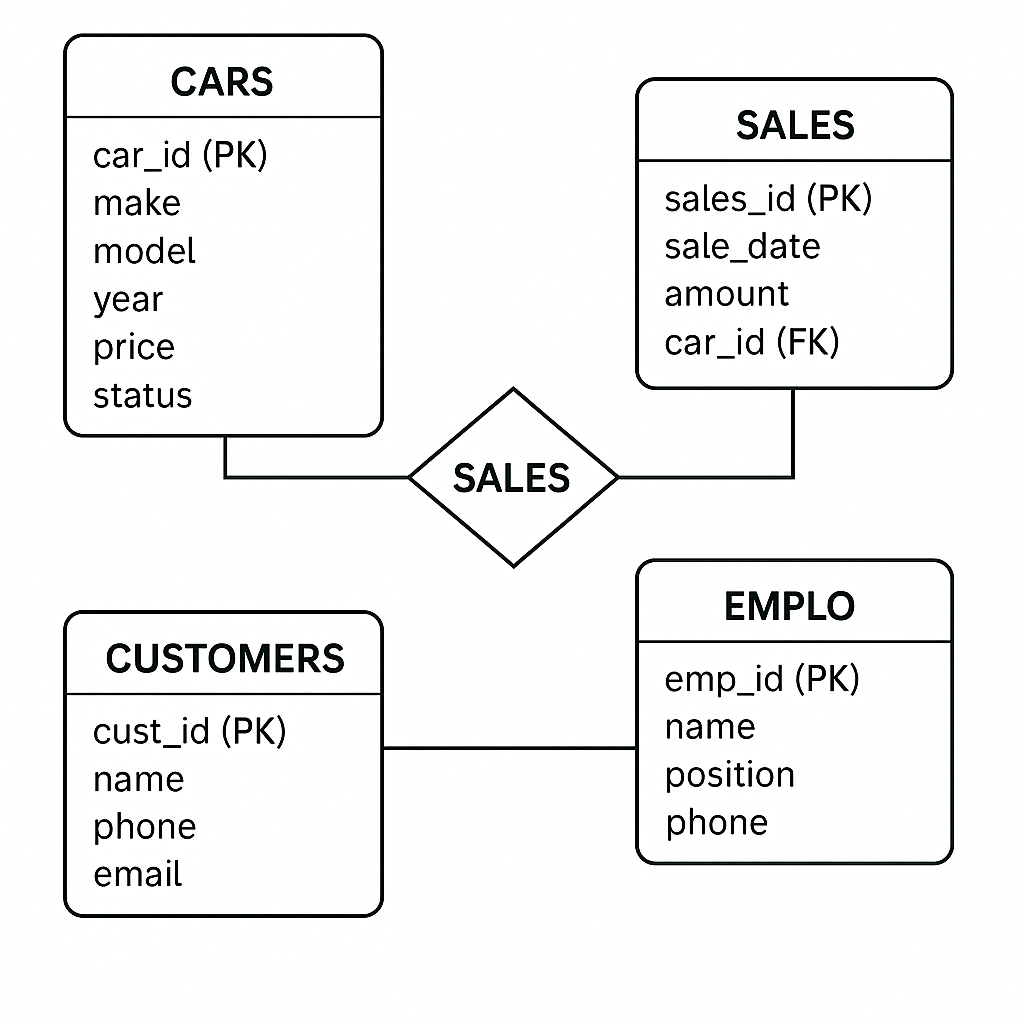 CARS
car_id (PK)
make
model
year
price
status
SALES
sales_id (PK)
sale_date
amount
car_id (FK)
SALES
CUSTOMERS
cust_id (PK)
name
phone
email
EMPLO
emp_id (PK)
name
position
phone